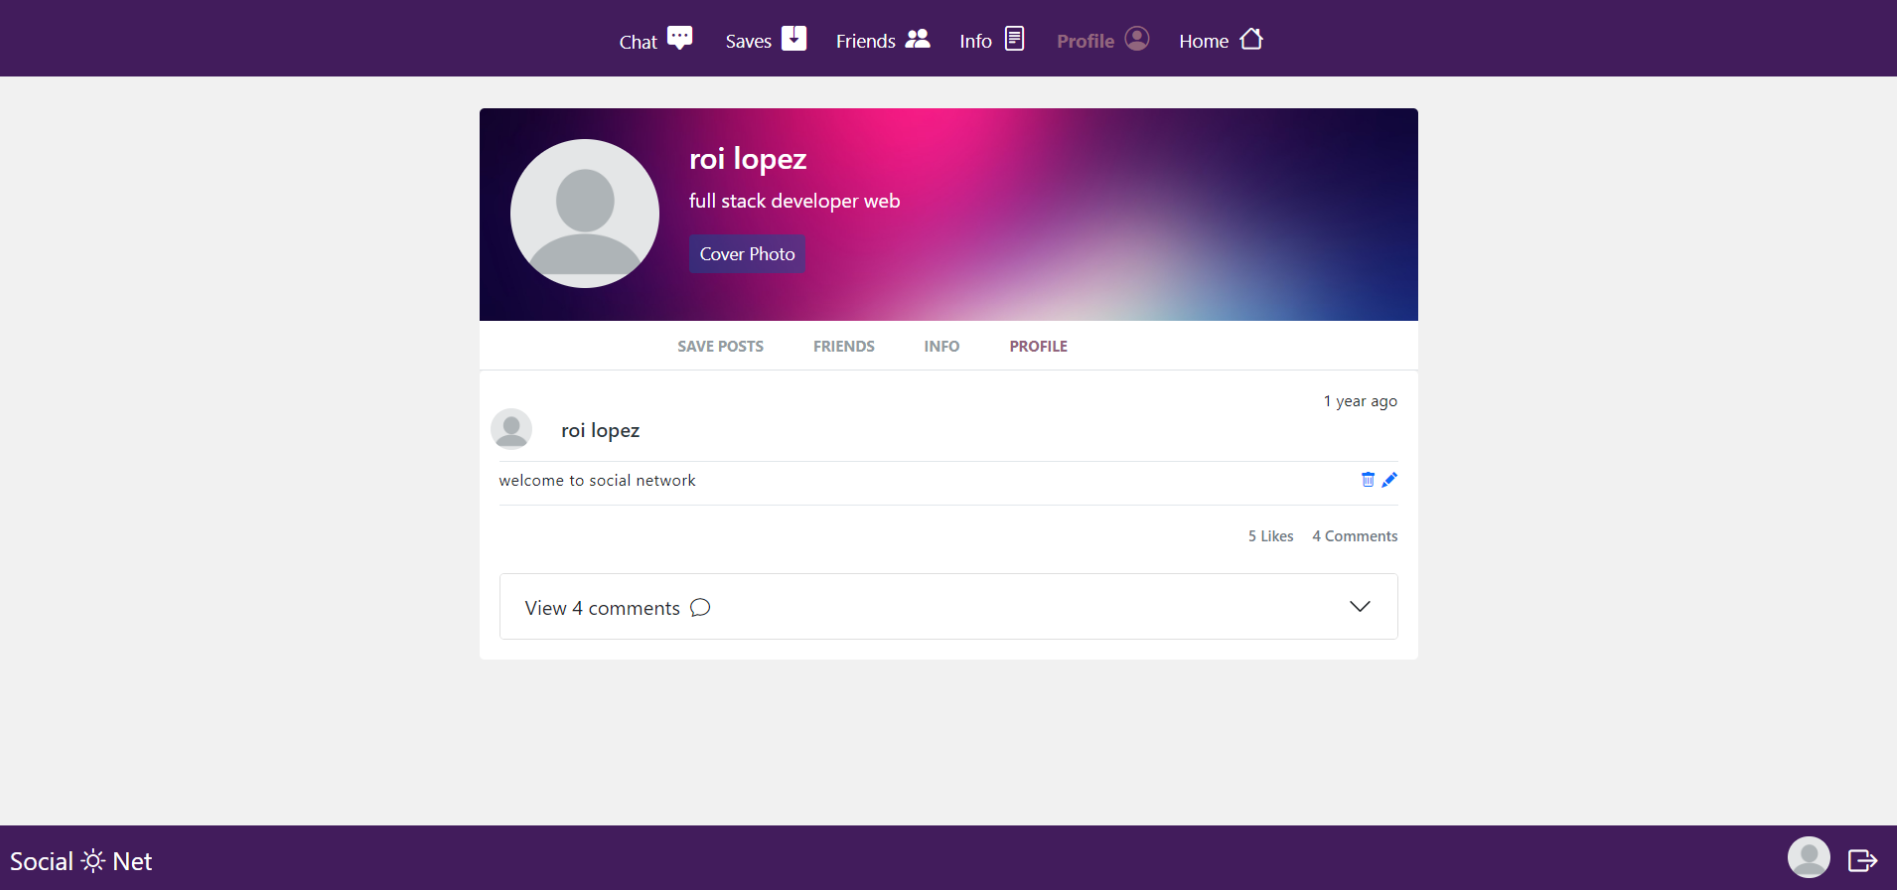 Chat Saves Friends Info Profile Home
roi lopez
full stack developer web
Cover Photo
SAVE POSTS FRIENDS INFO PROFILE
1 year ago
roi lopez
welcome to social network
5 Likes 4 Comments
View 4 comments
Social Net